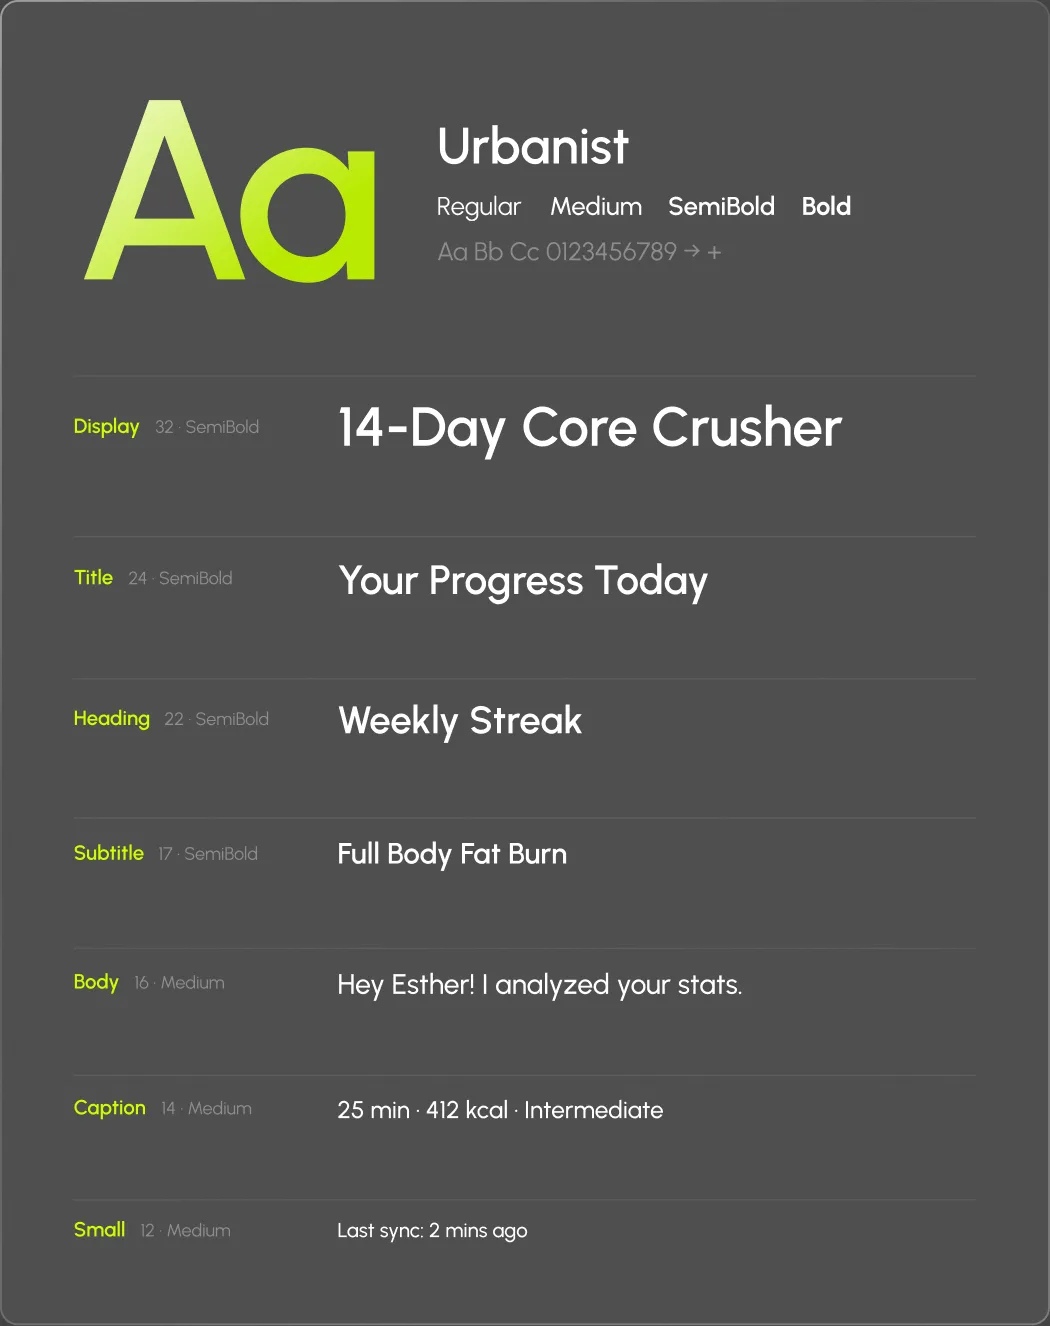 Aa
Urbanist
Regular Medium SemiBold Bold
Aa Bb Cc 0123456789 → +
Display 32 · SemiBold 14-Day Core Crusher
Title 24 · SemiBold Your Progress Today
Heading 22 · SemiBold Weekly Streak
Subtitle 17 · SemiBold Full Body Fat Burn
Body 16 · Medium Hey Esther! I analyzed your stats.
Caption 14 · Medium 25 min · 412 kcal · Intermediate
Small 12 · Medium Last sync: 2 mins ago